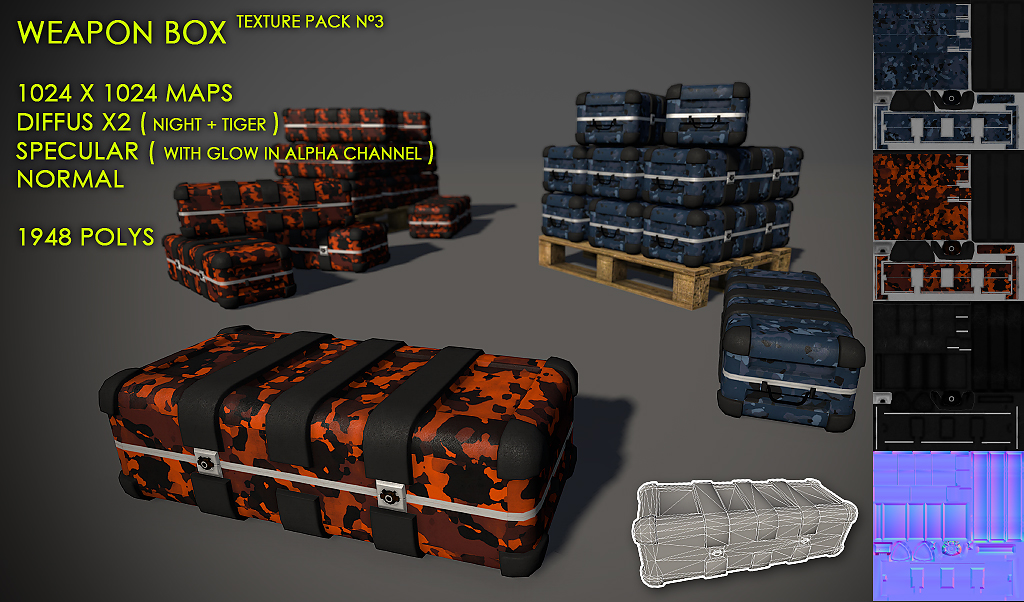 WEAPON BOX TEXTURE PACK Nº3
1024 X 1024 MAPS
DIFFUS X2 ( NIGHT + TIGER )
SPECULAR ( WITH GLOW IN ALPHA CHANNEL )
NORMAL
1948 POLYS